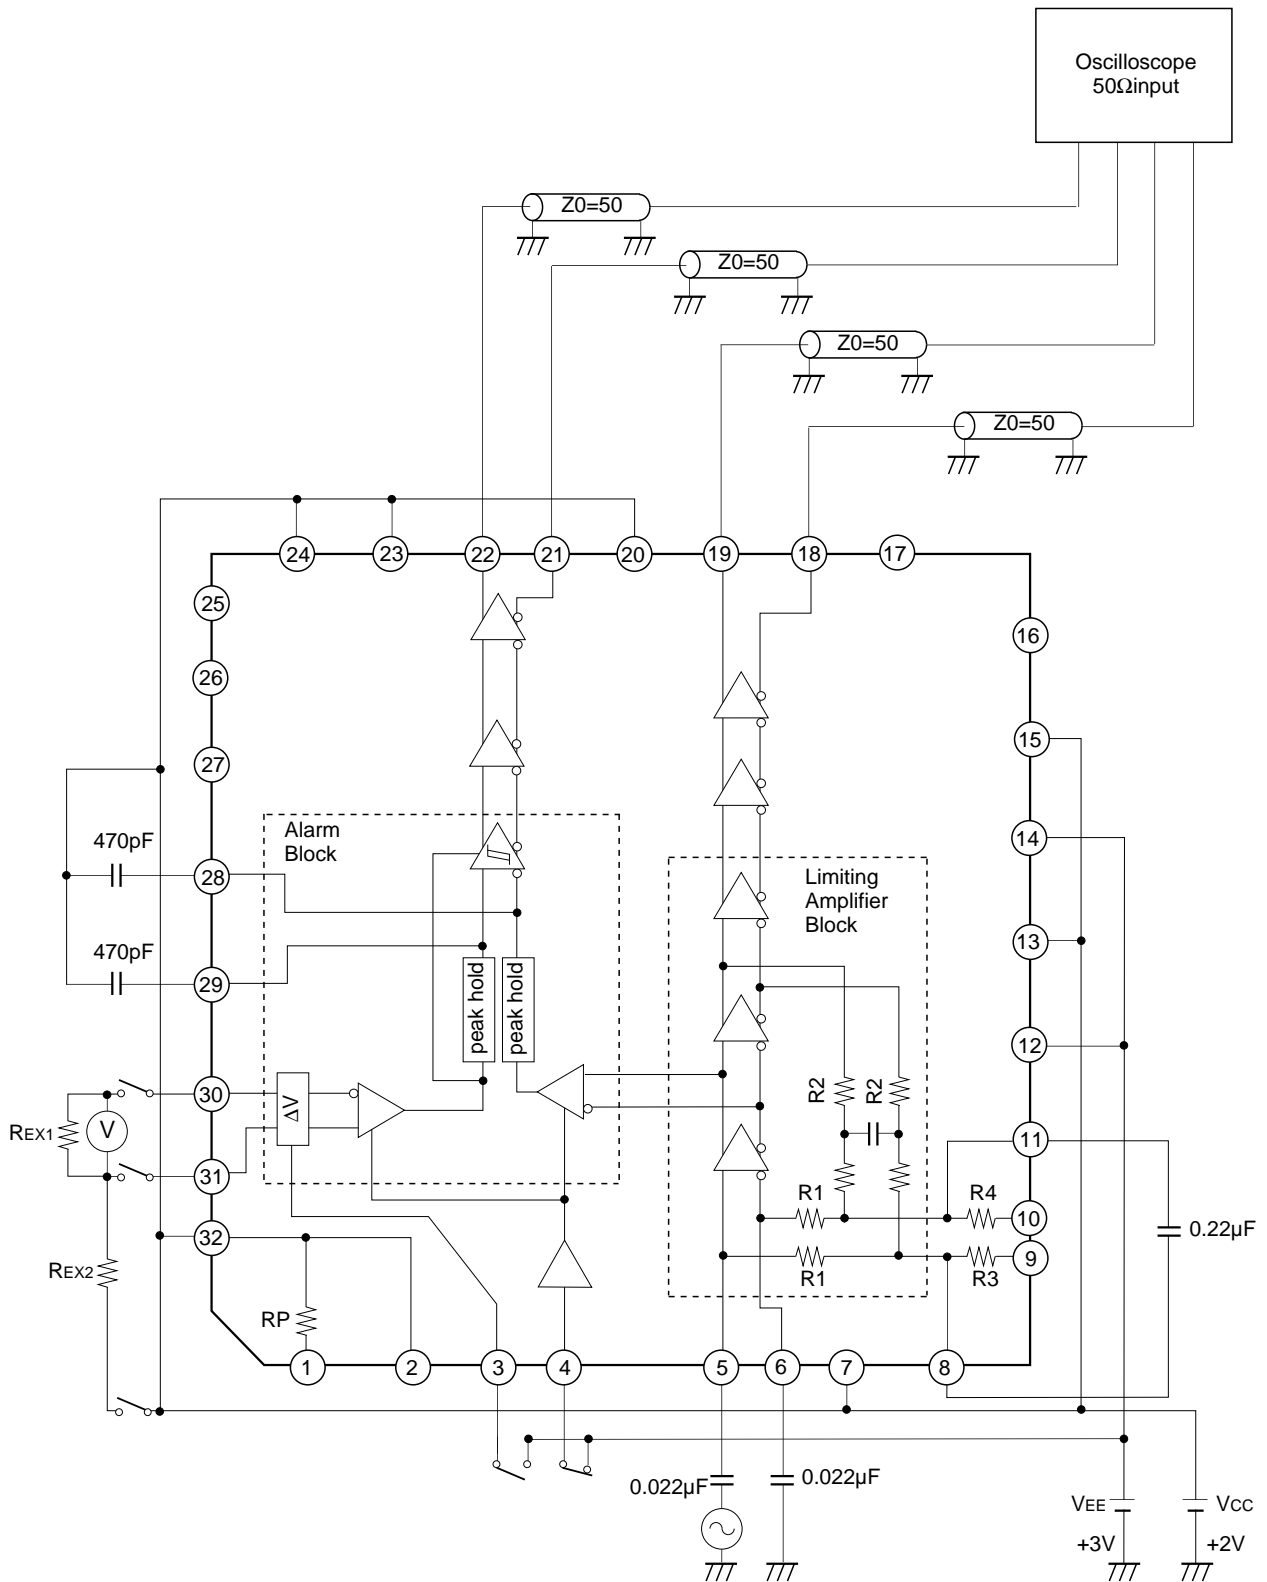 Oscilloscope
50Ωinput
Z0=50
Z0=50
Z0=50
Z0=50
24
23
22
21
20
19
18
17
25
16
26
15
27
Alarm
Block
14
470pF
28
Limiting
Amplifier
Block
13
470pF
29
peak hold
peak hold
12
30
ΔV
R2
R2
REX1
V
11
31
R1
R4
10
0.22µF
32
9
REX2
R1
R3
RP
1
2
3
4
5
6
7
8
0.022µF
0.022µF
VEE
VCC
+3V
+2V